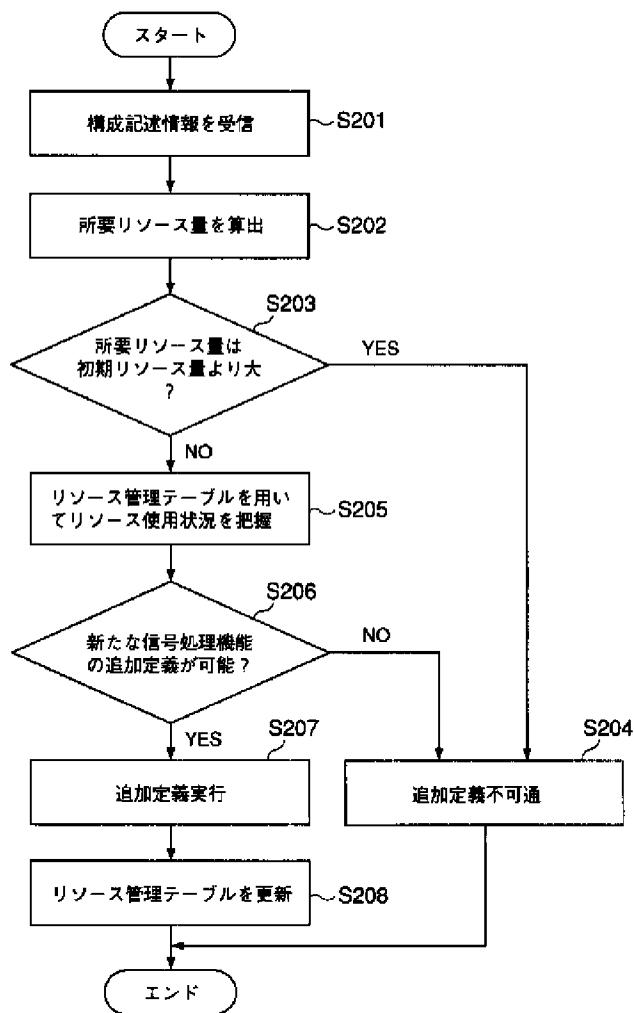 スタート
構成記述情報を受信
S201
所要リソース量を算出
S202
S203
所要リソース量は
初期リソース量より大
?
YES
NO
リソース管理テーブルを用い
てリソース使用状況を把握
S205
S206
新たな信号処理機能
の追加定義が可能?
NO
YES
S207
追加定義実行
S204
追加定義不可通
リソース管理テーブルを更新
S208
エンド